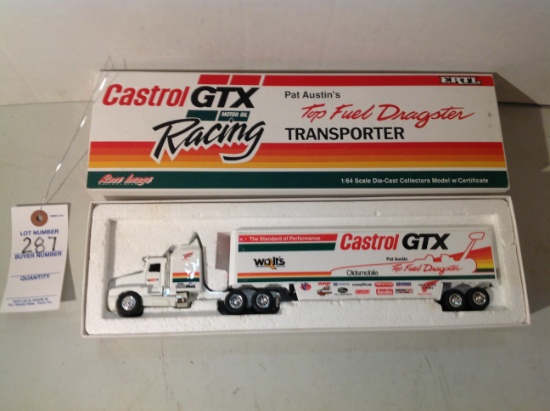 ERTL
Castrol GTX
MOTOR OIL
Racing
Pat Austin's
Top Fuel Dragster
TRANSPORTER
Race Image
1:64 Scale Die-Cast Collectors Model w/Certificate
LOT NUMBER
287
BUYER NUMBER
QUANTITY
The Standard of Performance
Castrol GTX
Walt's
Pat Austin
Top Fuel Dragster
Oldsmobile